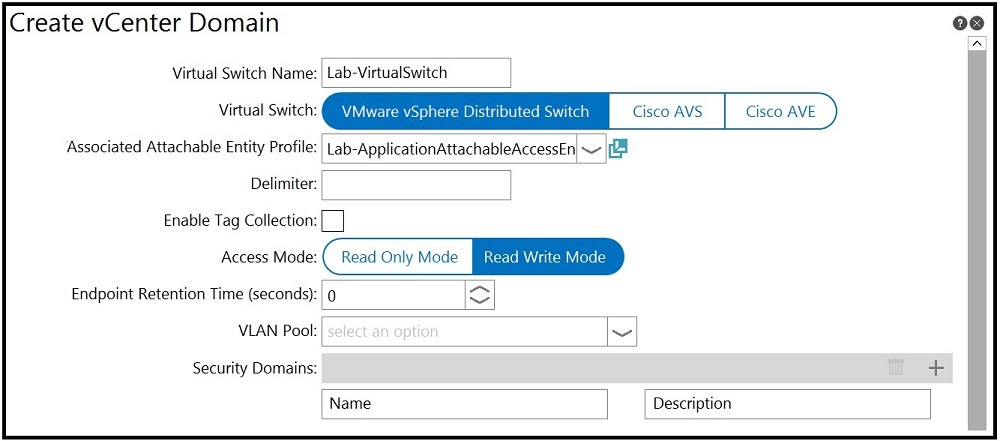 Create vCenter Domain
Virtual Switch Name: Lab-VirtualSwitch
Virtual Switch: VMware vSphere Distributed Switch Cisco AVS Cisco AVE
Associated Attachable Entity Profile: Lab-ApplicationAttachableAccessEn
Delimiter:
Enable Tag Collection:
Access Mode: Read Only Mode Read Write Mode
Endpoint Retention Time (seconds): 0
VLAN Pool: select an option
Security Domains:
Name Description